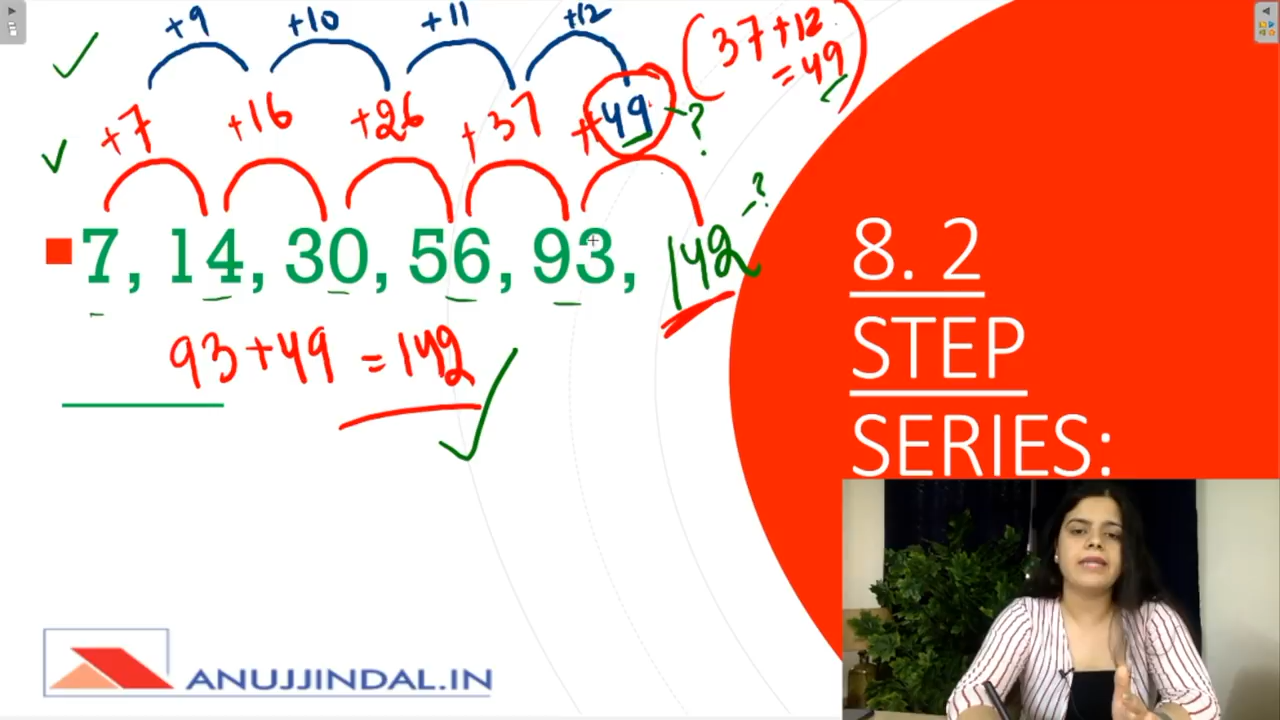 +9 +10 +11 +12
(37+12
=49)
+7 +16 +26 +37 +49 ?
?
7, 14, 30, 56, 93, 142
93+49 =142
8. 2
STEP
SERIES:
ANUJJINDAL.IN